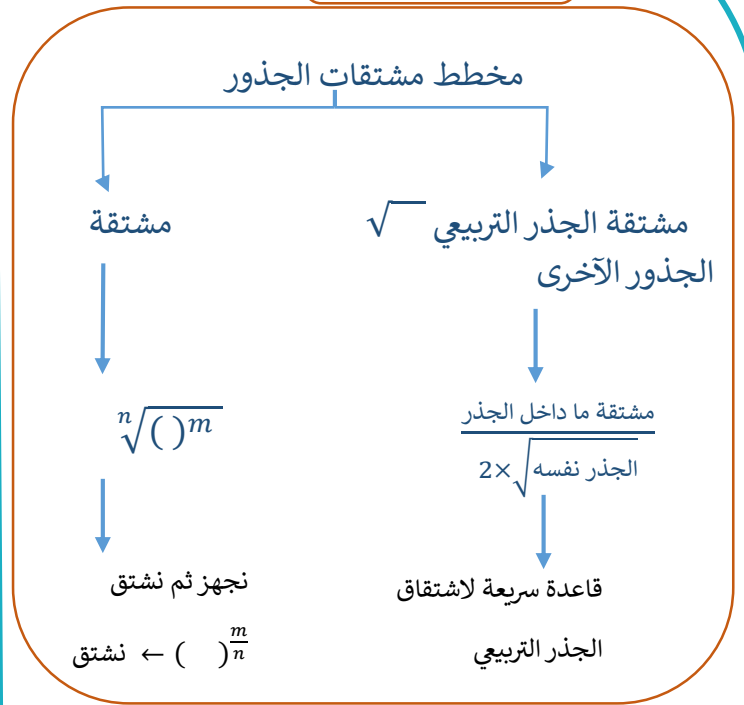 مخطط مشتقات الجذور
مشتقة الجذر التربيعي √ مشتقة
الجذور الآخرى
مشتقة ما داخل الجذر
2×√الجذر نفسه
قاعدة سريعة لاشتقاق
الجذر التربيعي
ⁿ√( )ᵐ
نجهز ثم نشتق
( )^(m/n) ← نشتق